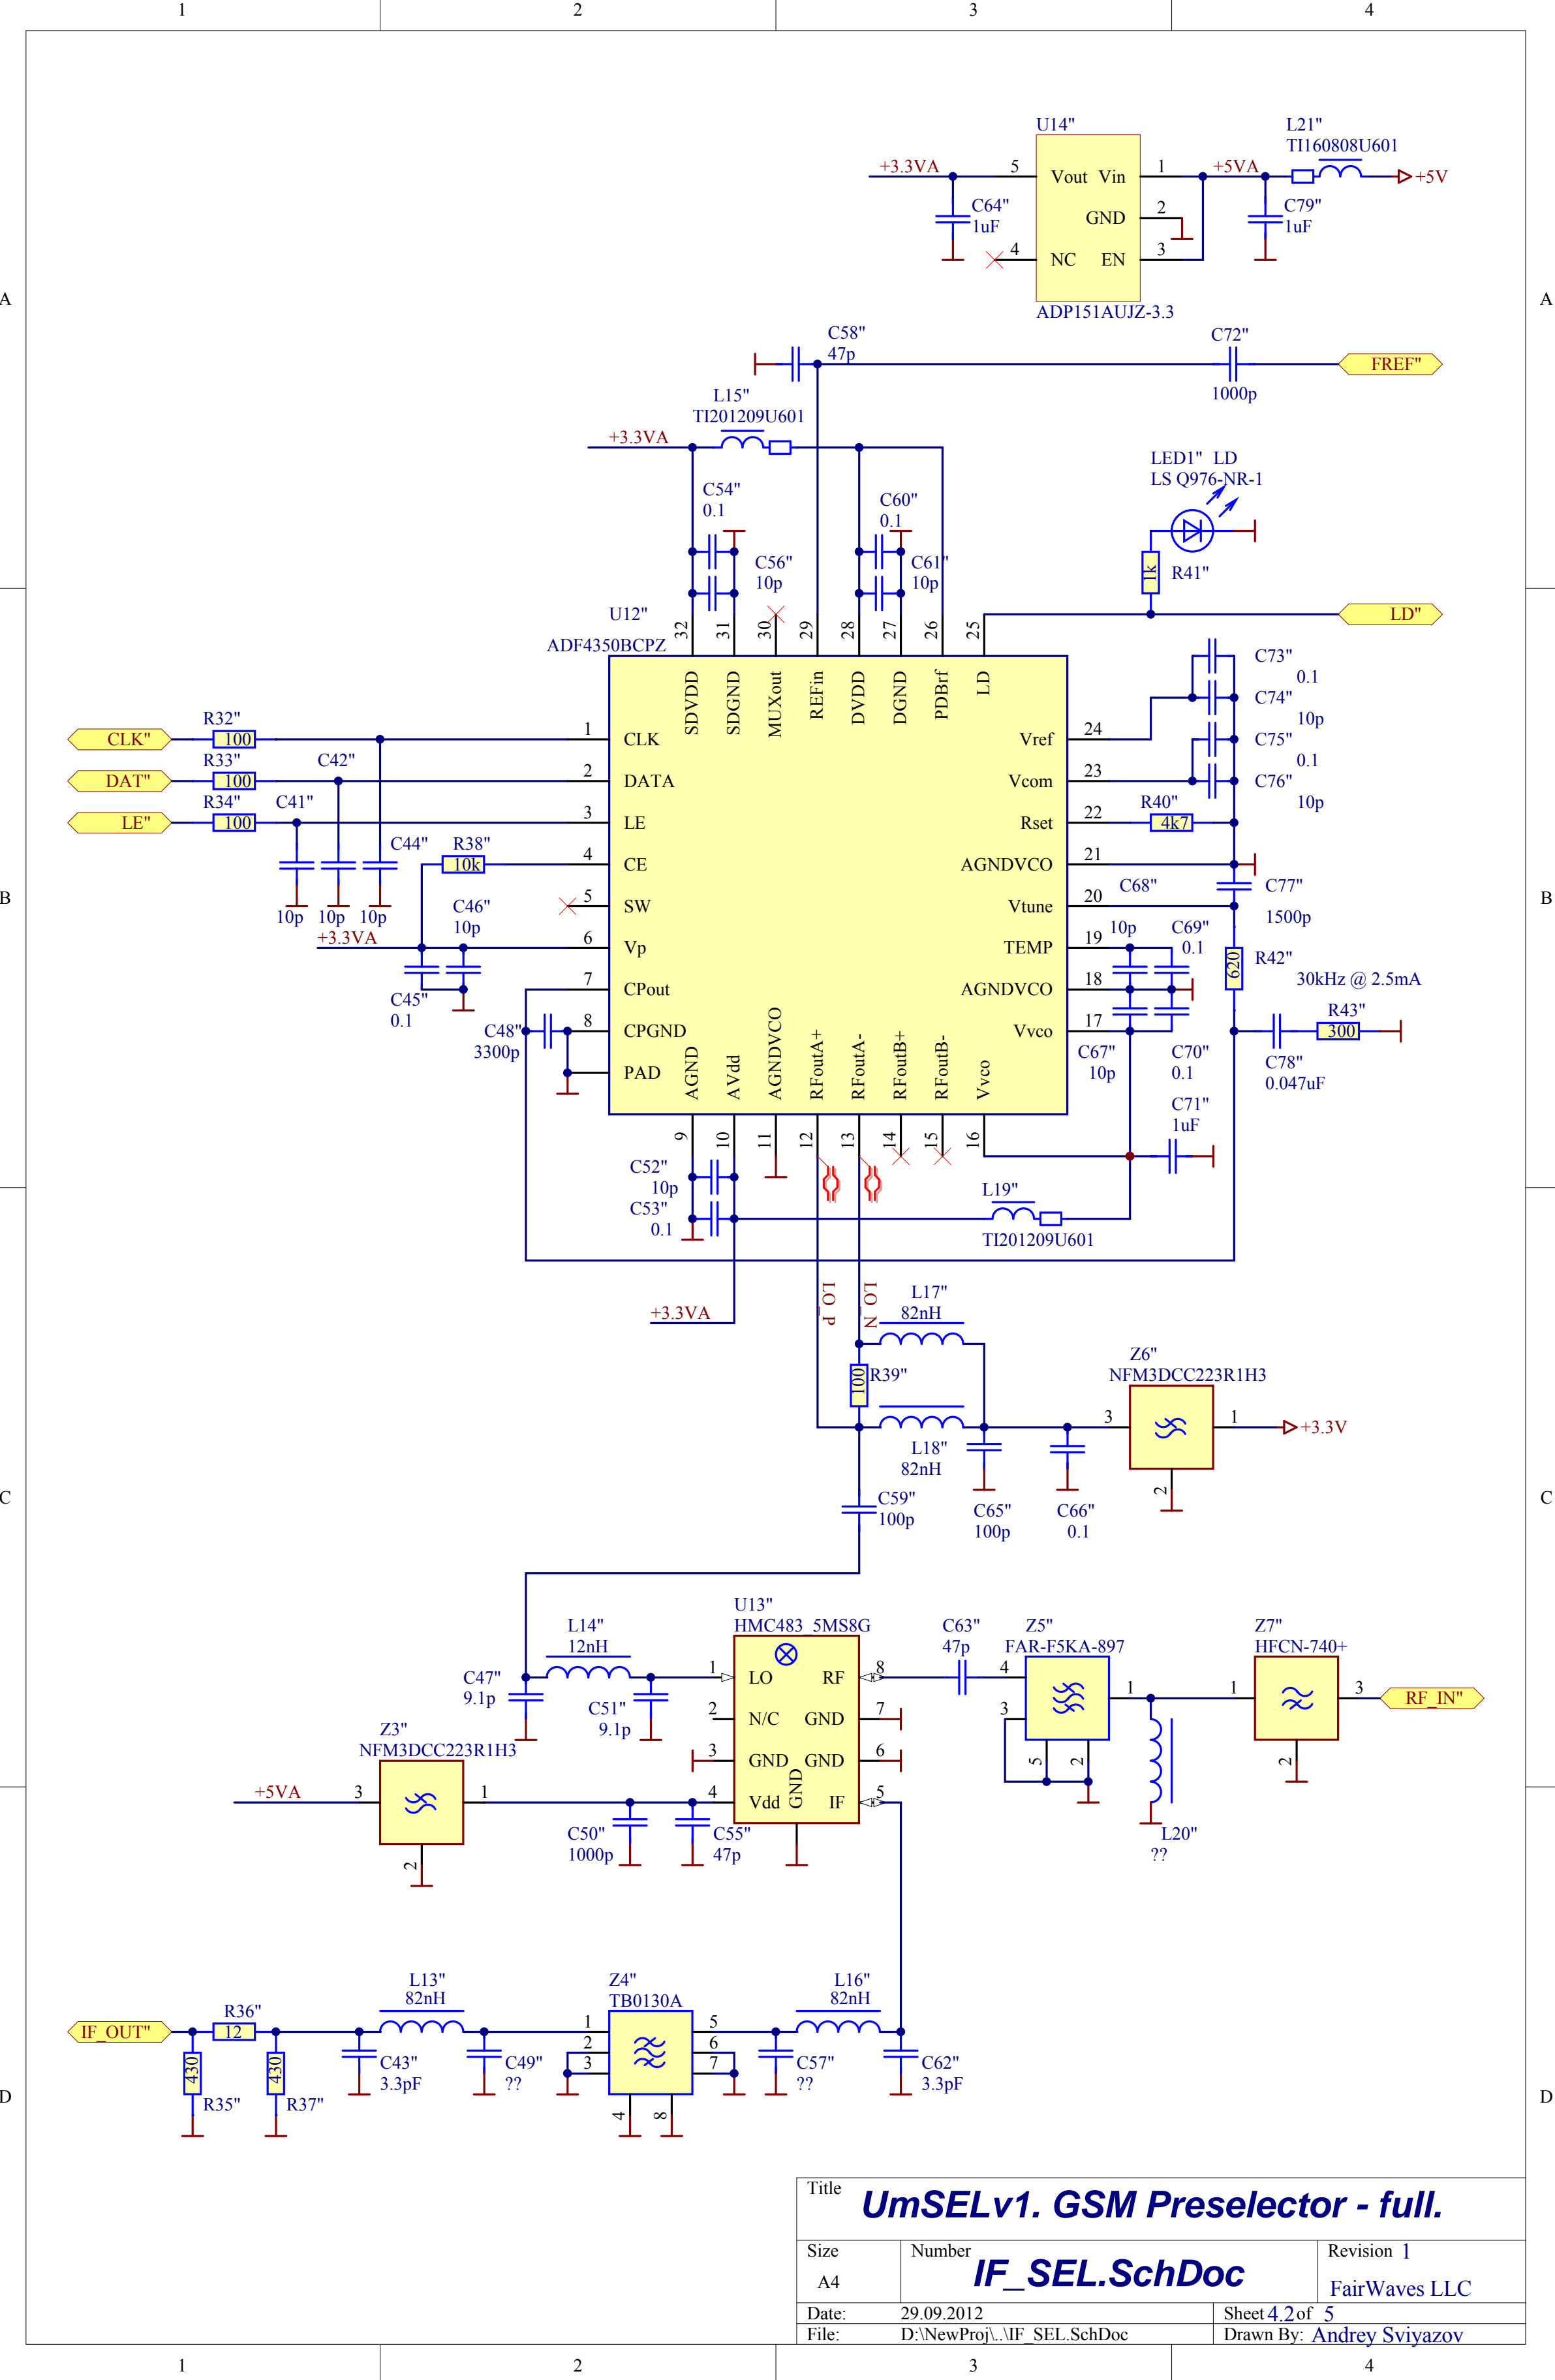 1 2 3 4
U14"
L21"
TI160808U601
+3.3VA 5 Vout Vin 1 +5VA +5V
C64"
1uF
GND 2
C79"
1uF
4 NC EN 3
ADP151AUJZ-3.3
A A
C58"
47p
C72"
1000p
FREF"
L15"
TI201209U601
+3.3VA
LED1" LD
LS Q976-NR-1
C54"
0.1
C60"
0.1
C56"
10p
C61"
10p
1k R41"
LD"
U12"
ADF4350BCPZ
32 31 30 29 28 27 26 25
SDVDD SDGND MUXout REFin DVDD DGND PDBrf LD
C73"
0.1
C74"
10p
C75"
0.1
C76"
10p
CLK" R32" 100 1 CLK
DAT" R33" 100 C42" 2 DATA
LE" R34" 100 C41" 3 LE
C44" R38" 10k 4 CE
5 SW
10p 10p 10p
C46"
10p
+3.3VA 6 Vp
C45"
0.1
7 CPout
C48"
3300p
8 CPGND
PAD
Vref 24
Vcom 23
Rset 22 R40" 4k7
AGNDVCO 21
Vtune 20
TEMP 19
AGNDVCO 18
Vvco 17
B B
C68"
10p
C69"
0.1
C77"
1500p
620 R42"
30kHz @ 2.5mA
R43"
300
C78"
0.047uF
C67"
10p
C70"
0.1
C71"
1uF
AGND AVdd AGNDVCO RFoutA+ RFoutA- RFoutB+ RFoutB- Vvco
9 10 11 12 13 14 15 16
C52"
10p
C53"
0.1
L19"
TI201209U601
+3.3VA
LO_P LO_N
L17"
82nH
100 R39"
L18"
82nH
Z6"
NFM3DCC223R1H3
3 1 +3.3V
2
C59"
100p
C65"
100p
C66"
0.1
C C
U13"
HMC483_5MS8G
L14"
12nH
C47"
9.1p
C51"
9.1p
1 LO RF 8
2 N/C GND 7
3 GND GND 6
4 Vdd GND IF 5
C63"
47p
Z5"
FAR-F5KA-897
4 1
3
5 2
Z7"
HFCN-740+
1 3
2
RF_IN"
L20"
??
Z3"
NFM3DCC223R1H3
+5VA 3 1
2
C50"
1000p
C55"
47p
IF_OUT" R36" 12
430 R35"
430 R37"
L13"
82nH
C43"
3.3pF
C49"
??
Z4"
TB0130A
1 5
2 6
3 7
4 8
C57"
??
L16"
82nH
C62"
3.3pF
D D
Title
UmSELv1. GSM Preselector - full.
Size
A4
Number
IF_SEL.SchDoc
Revision 1
FairWaves LLC
Date: 29.09.2012 Sheet 4.2 of 5
File: D:\NewProj\..\IF_SEL.SchDoc Drawn By: Andrey Sviyazov
1 2 3 4